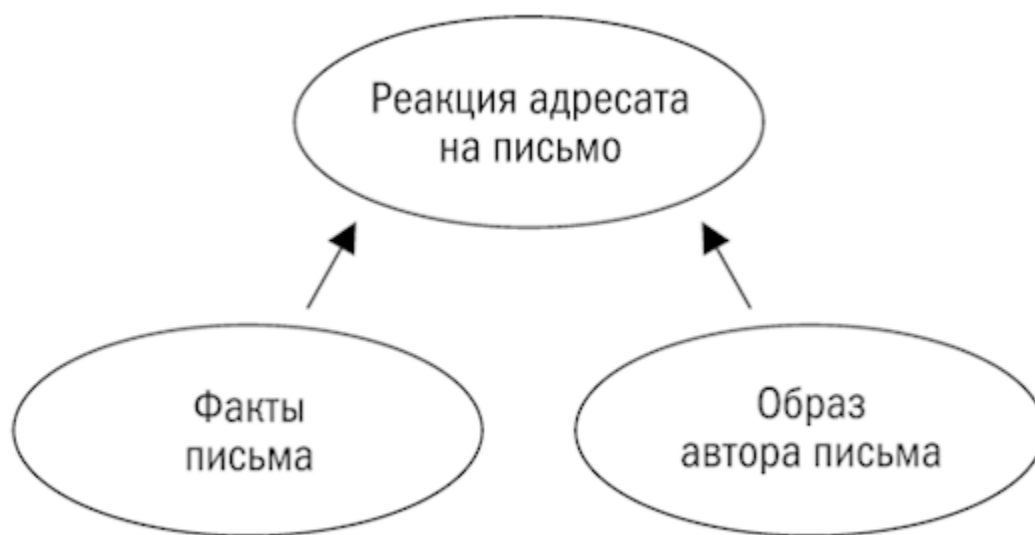 Реакция адресата
на письмо
Факты
письма
Образ
автора письма